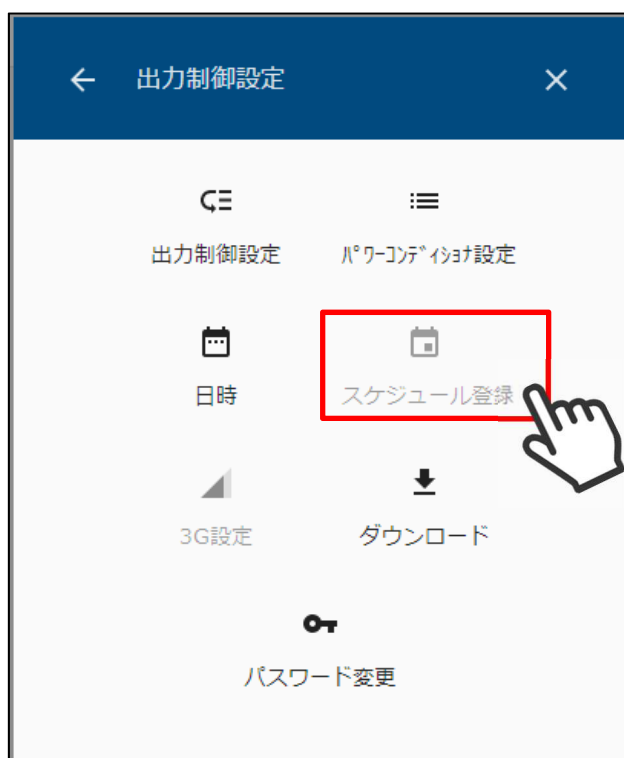 出力制御設定
出力制御設定
ﾊﾟﾜｰｺﾝﾃﾞｨｼｮﾅ設定
日時
スケジュール登録
3G設定
ダウンロード
パスワード変更